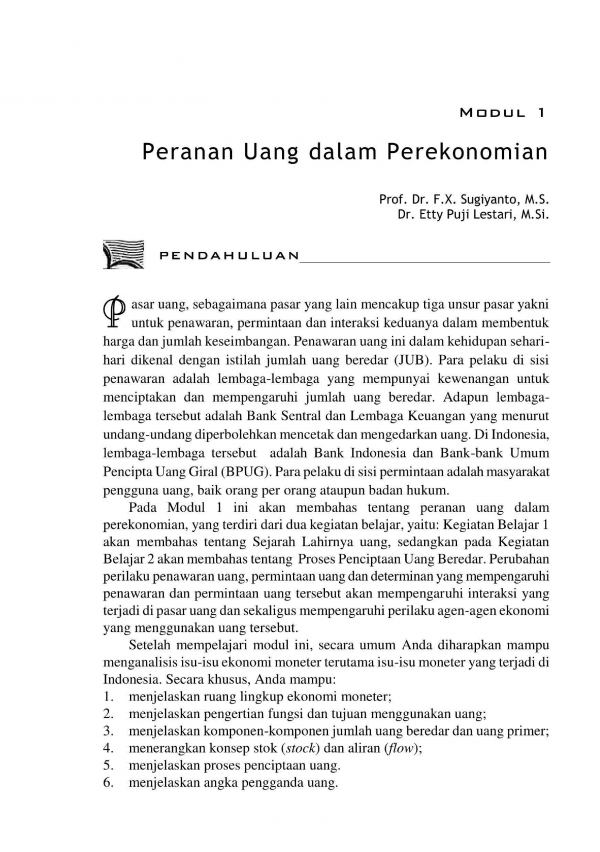 MODUL 1
Peranan Uang dalam Perekonomian
Prof. Dr. F.X. Sugiyanto, M.S.
Dr. Etty Puji Lestari, M.Si.
PENDAHULUAN
Pasar uang, sebagaimana pasar yang lain mencakup tiga unsur pasar yakni
untuk penawaran, permintaan dan interaksi keduanya dalam membentuk
harga dan jumlah keseimbangan. Penawaran uang ini dalam kehidupan sehari-
hari dikenal dengan istilah jumlah uang beredar (JUB). Para pelaku di sisi
penawaran adalah lembaga-lembaga yang mempunyai kewenangan untuk
menciptakan dan mempengaruhi jumlah uang beredar. Adapun lembaga-
lembaga tersebut adalah Bank Sentral dan Lembaga Keuangan yang menurut
undang-undang diperbolehkan mencetak dan mengedarkan uang. Di Indonesia,
lembaga-lembaga tersebut adalah Bank Indonesia dan Bank-bank Umum
Pencipta Uang Giral (BPUG). Para pelaku di sisi permintaan adalah masyarakat
pengguna uang, baik orang per orang ataupun badan hukum.
Pada Modul 1 ini akan membahas tentang peranan uang dalam
perekonomian, yang terdiri dari dua kegiatan belajar, yaitu: Kegiatan Belajar 1
akan membahas tentang Sejarah Lahirnya uang, sedangkan pada Kegiatan
Belajar 2 akan membahas tentang Proses Penciptaan Uang Beredar. Perubahan
perilaku penawaran uang, permintaan uang dan determinan yang mempengaruhi
penawaran dan permintaan uang tersebut akan mempengaruhi interaksi yang
terjadi di pasar uang dan sekaligus mempengaruhi perilaku agen-agen ekonomi
yang menggunakan uang tersebut.
Setelah mempelajari modul ini, secara umum Anda diharapkan mampu
menganalisis isu-isu ekonomi moneter terutama isu-isu moneter yang terjadi di
Indonesia. Secara khusus, Anda mampu:
1. menjelaskan ruang lingkup ekonomi moneter;
2. menjelaskan pengertian fungsi dan tujuan menggunakan uang;
3. menjelaskan komponen-komponen jumlah uang beredar dan uang primer;
4. menerangkan konsep stok (stock) dan aliran (flow);
5. menjelaskan proses penciptaan uang.
6. menjelaskan angka pengganda uang.